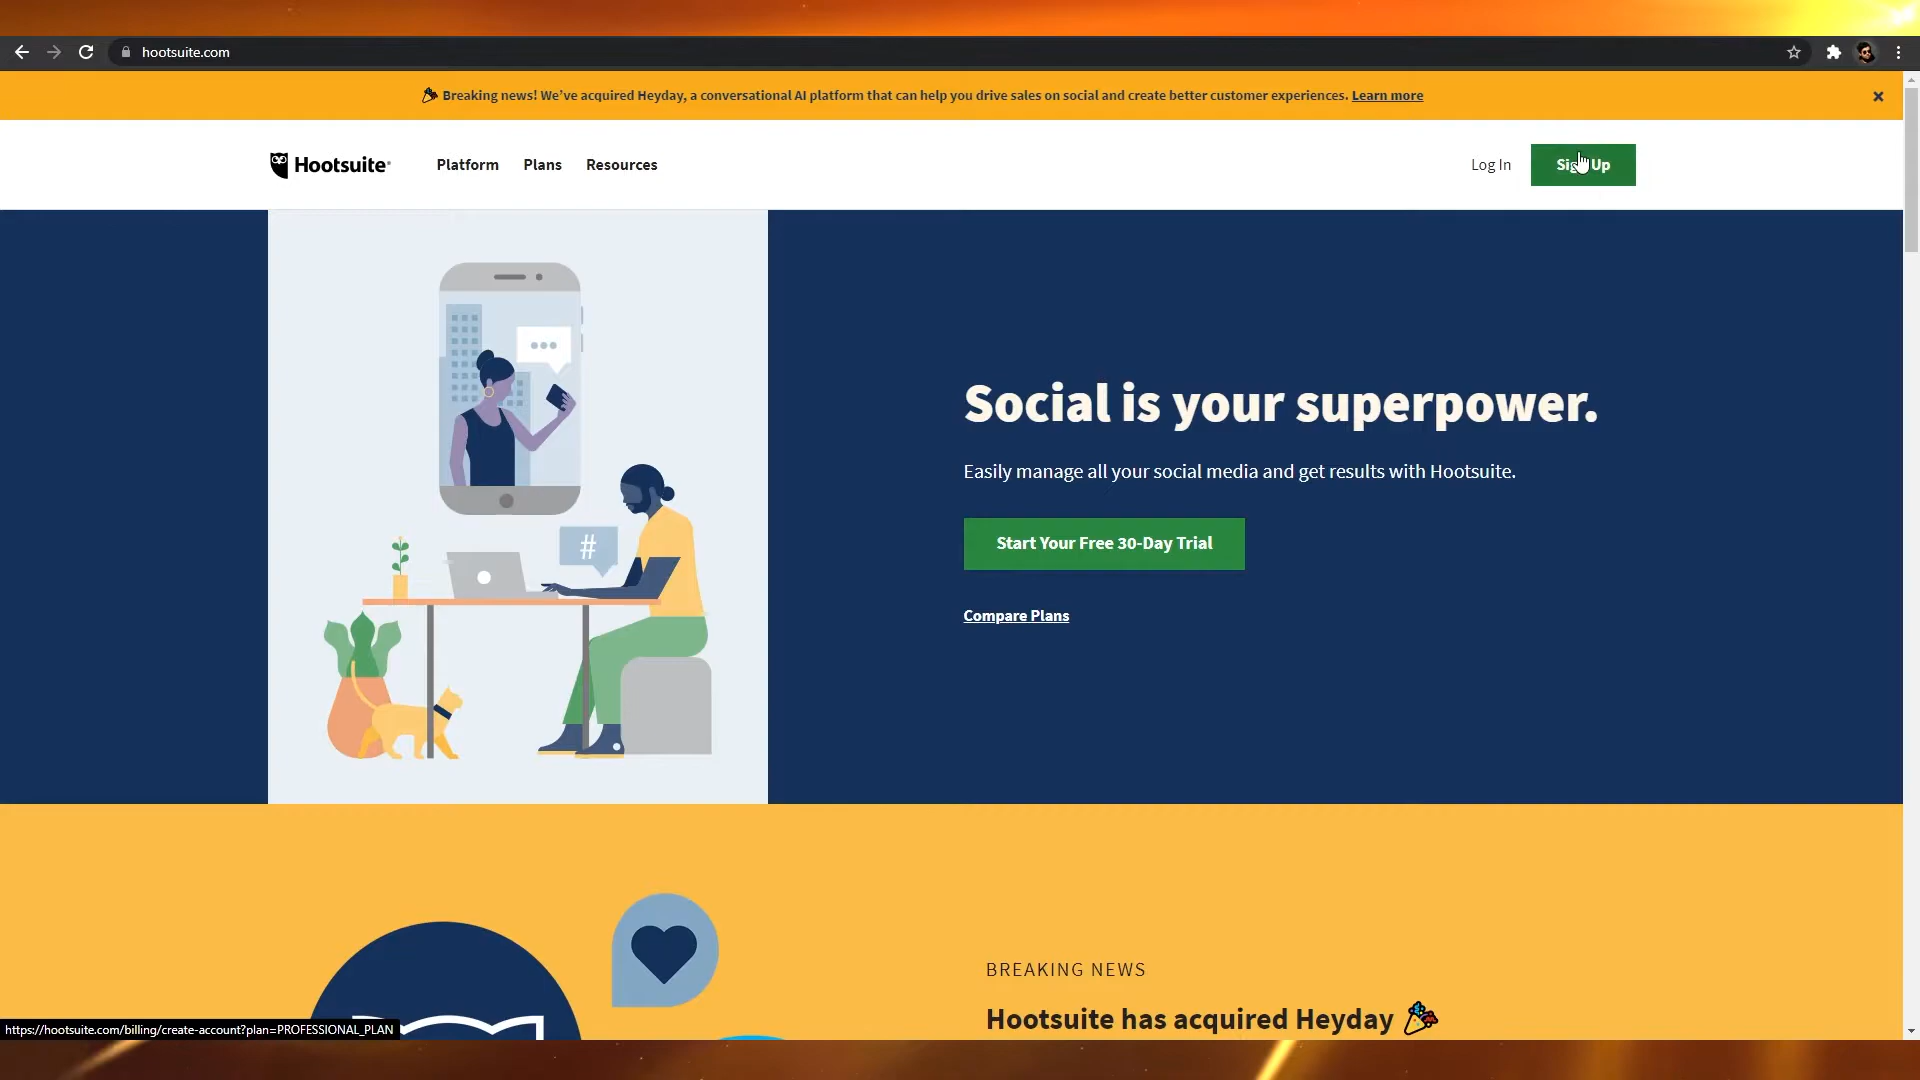 hootsuite.com
Breaking news! We’ve acquired Heyday, a conversational AI platform that can help you drive sales on social and create better customer experiences. Learn more
Hootsuite
Platform
Plans
Resources
Log In
Sign Up
#
Social is your superpower.
Easily manage all your social media and get results with Hootsuite.
Start Your Free 30-Day Trial
Compare Plans
BREAKING NEWS
Hootsuite has acquired Heyday 🎉
https://hootsuite.com/billing/create-account?plan=PROFESSIONAL_PLAN